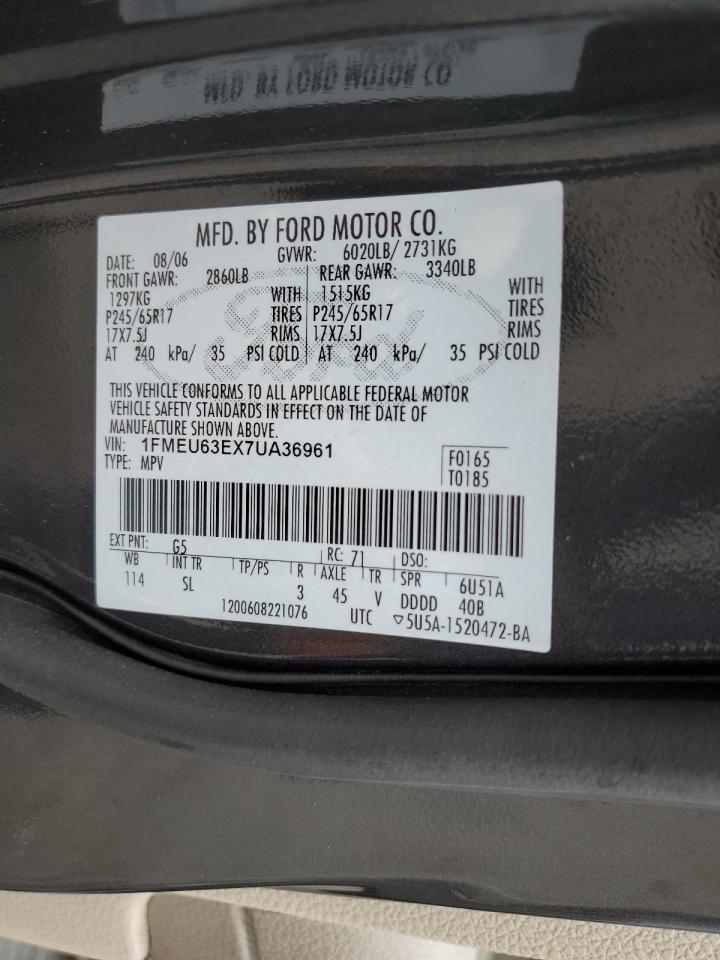 MFD. BY FORD MOTOR CO.
DATE: 08/06 GVWR: 6020LB/ 2731KG
FRONT GAWR: 2860LB REAR GAWR: 3340LB
1297KG WITH 1515KG WITH
P245/65R17 TIRES P245/65R17 TIRES
17X7.5J RIMS 17X7.5J RIMS
AT 240 kPa/ 35 PSI COLD AT 240 kPa/ 35 PSI COLD
Ford
THIS VEHICLE CONFORMS TO ALL APPLICABLE FEDERAL MOTOR
VEHICLE SAFETY STANDARDS IN EFFECT ON THE DATE OF
MANUFACTURE SHOWN ABOVE.
VIN: 1FMEU63EX7UA36961 F0165
TYPE: MPV T0185
EXT PNT: G5 RC: 71 DSO:
WB INT TR TP/PS R AXLE TR SPR 6U51A
114 SL 3 45 V DDDD 40B
1200608221076 UTC ▽5U5A-1520472-BA